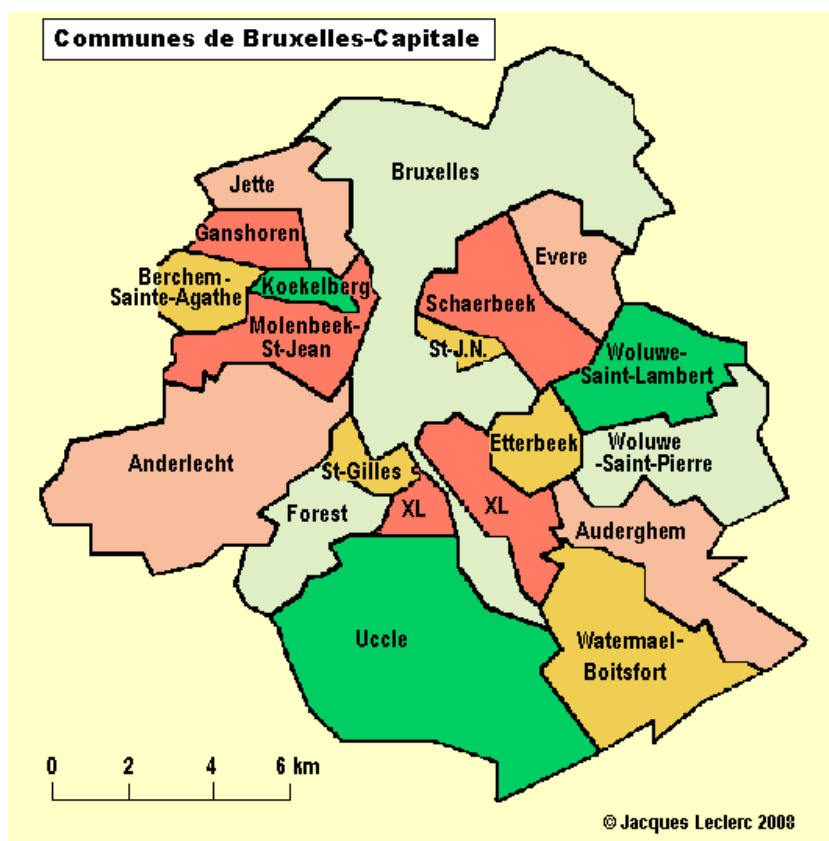 Communes de Bruxelles-Capitale
Bruxelles
Jette
Ganshoren
Evere
Berchem-
Sainte-Agathe
Koekelberg
Schaerbeek
Molenbeek-
St-Jean
St-J.N.
Woluwe-
Saint-Lambert
Anderlecht
St-Gilles
Etterbeek
Woluwe
-Saint-Pierre
Forest
XL
XL
Auderghem
Uccle
Watermael-
Boitsfort
0 2 4 6 km
© Jacques Leclerc 2008